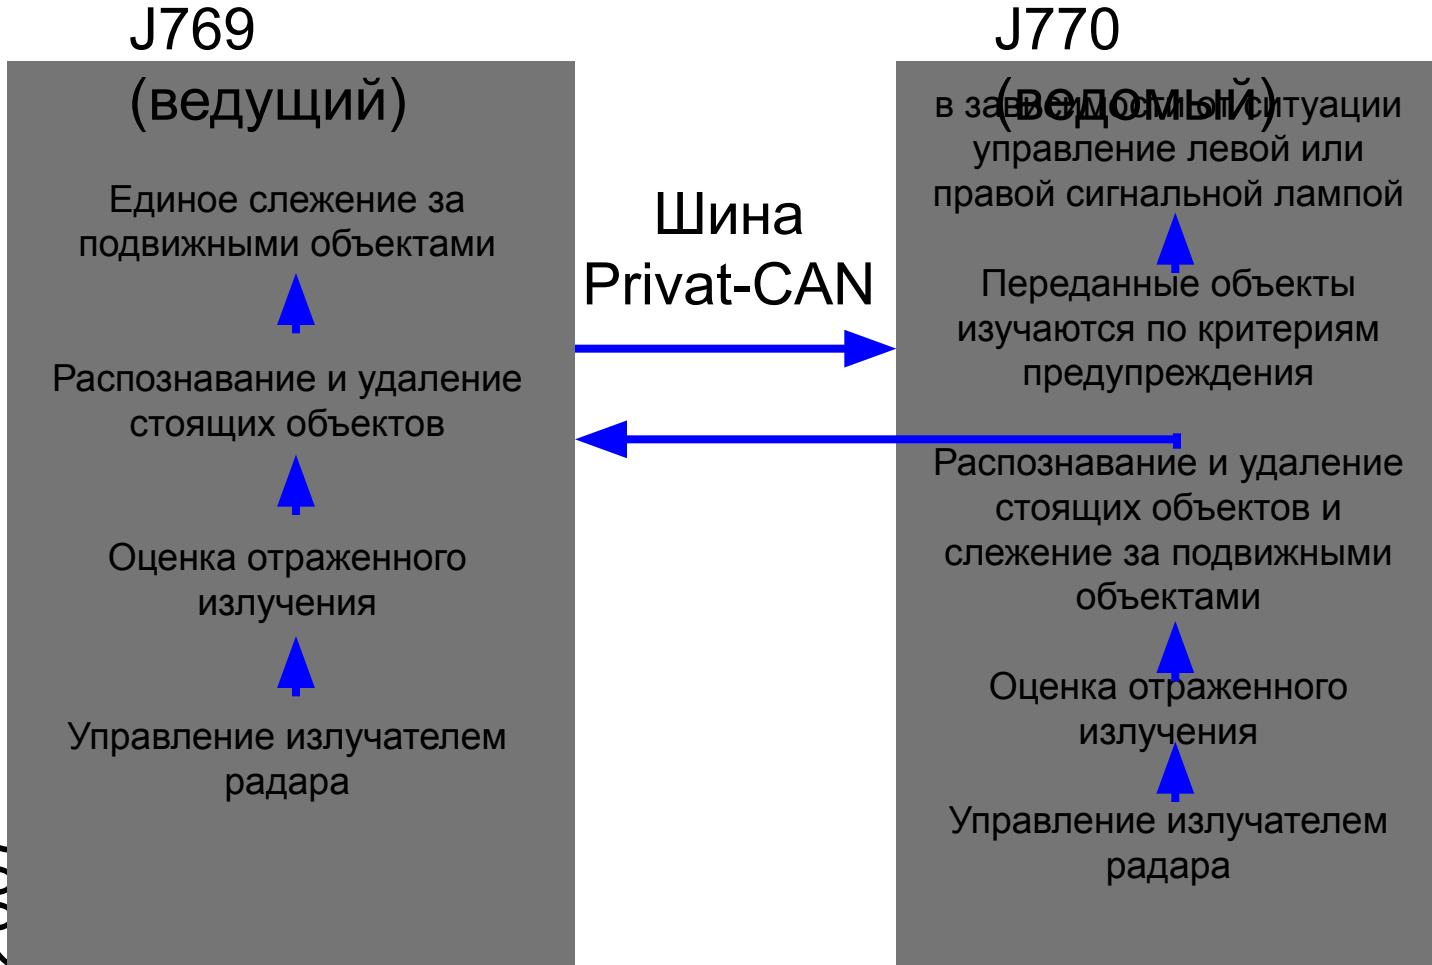 J769
(ведущий)
Единое слежение за
подвижными объектами
Распознавание и удаление
стоящих объектов
Оценка отраженного
излучения
Управление излучателем
радара
Шина
Privat-CAN
J770
(ведомый)
в зависимости от ситуации
управление левой или
правой сигнальной лампой
Переданные объекты
изучаются по критериям
предупреждения
Распознавание и удаление
стоящих объектов и
слежение за подвижными
объектами
Оценка отраженного
излучения
Управление излучателем
радара